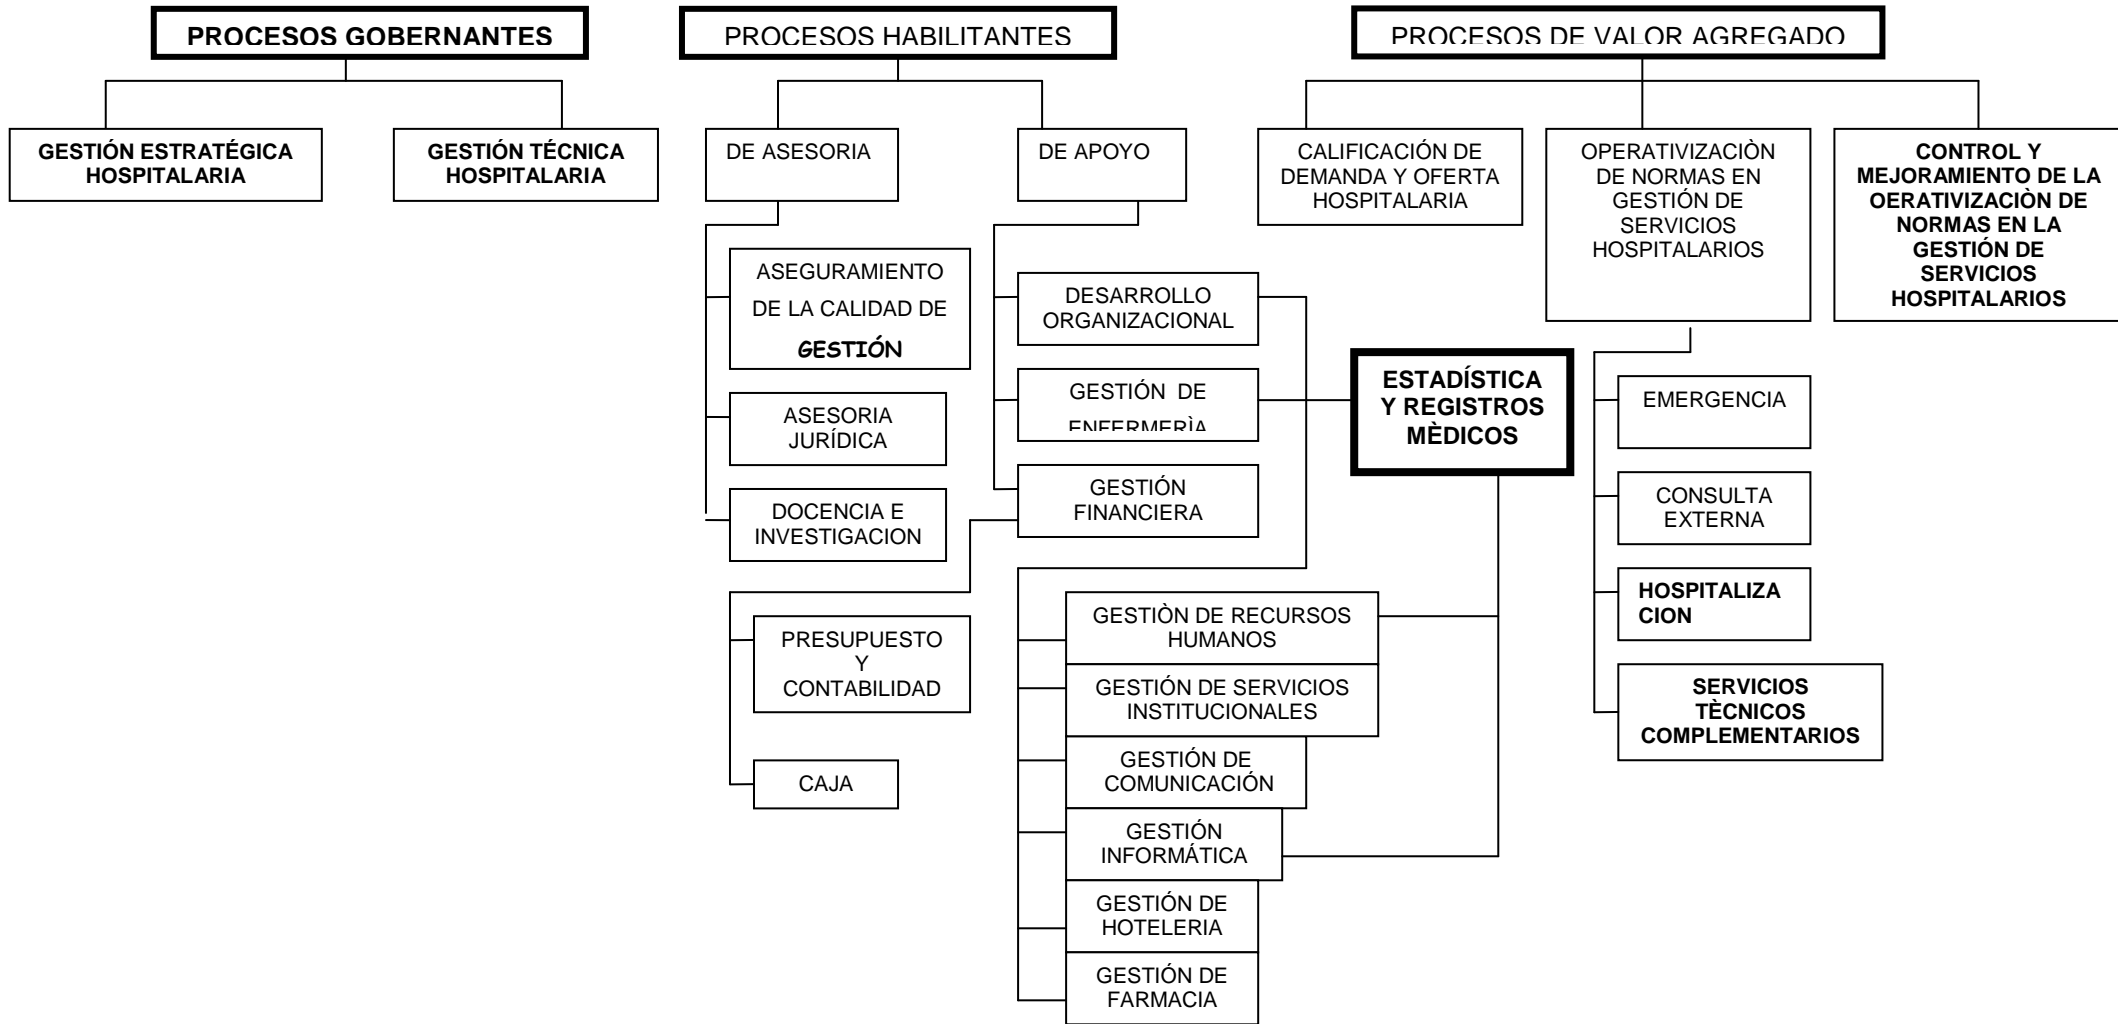 PROCESOS GOBERNANTES
PROCESOS HABILITANTES
PROCESOS DE VALOR AGREGADO
GESTIÓN ESTRATÉGICA
HOSPITALARIA
GESTIÓN TÉCNICA
HOSPITALARIA
DE ASESORIA
DE APOYO
CALIFICACIÓN DE
DEMANDA Y OFERTA
HOSPITALARIA
OPERATIVIZACIÒN
DE NORMAS EN
GESTIÓN DE
SERVICIOS
HOSPITALARIOS
CONTROL Y
MEJORAMIENTO DE LA
OERATIVIZACIÒN DE
NORMAS EN LA
GESTIÓN DE
SERVICIOS
HOSPITALARIOS
ASEGURAMIENTO
DE LA CALIDAD DE
GESTIÓN
ASESORIA
JURÍDICA
DOCENCIA E
INVESTIGACION
DESARROLLO
ORGANIZACIONAL
GESTIÓN DE
ENFERMERÌA
GESTIÓN
FINANCIERA
PRESUPUESTO
Y
CONTABILIDAD
CAJA
ESTADÍSTICA
Y REGISTROS
MÈDICOS
GESTIÒN DE RECURSOS
HUMANOS
GESTIÓN DE SERVICIOS
INSTITUCIONALES
GESTIÓN DE
COMUNICACIÓN
GESTIÓN
INFORMÁTICA
GESTIÓN DE
HOTELERIA
GESTIÓN DE
FARMACIA
EMERGENCIA
CONSULTA
EXTERNA
HOSPITALIZA
CION
SERVICIOS
TÈCNICOS
COMPLEMENTARIOS